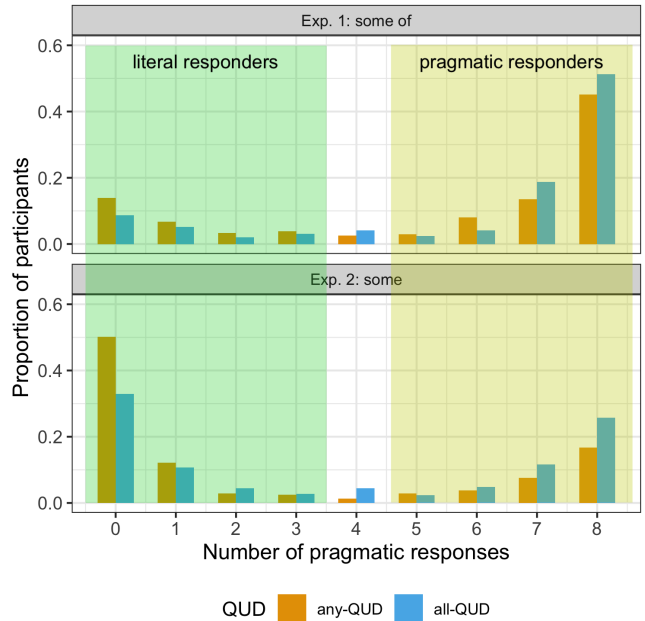 Exp. 1: some of
literal responders pragmatic responders
0.6
0.4
0.2
0.0
Exp. 2: some
0.6
0.4
0.2
0.0
Proportion of participants
0 1 2 3 4 5 6 7 8
Number of pragmatic responses
QUD any-QUD all-QUD